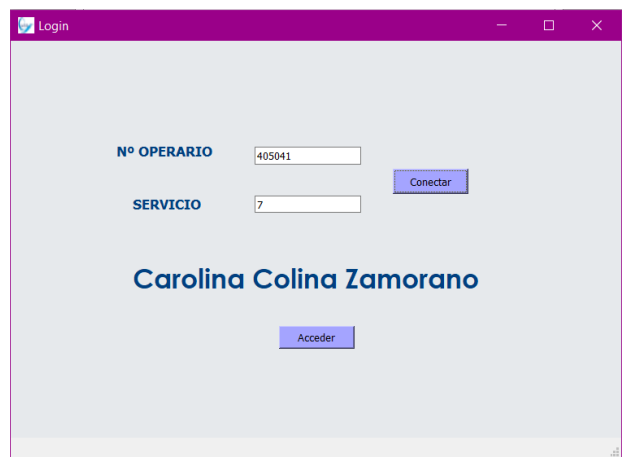 Login
Nº OPERARIO 405041
Conectar
SERVICIO 7
Carolina Colina Zamorano
Acceder